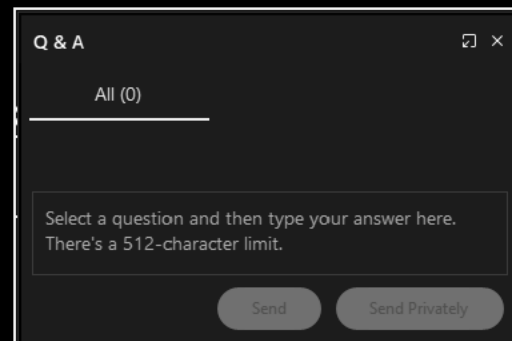 Q & A
All (0)
Select a question and then type your answer here.
There's a 512-character limit.
Send
Send Privately